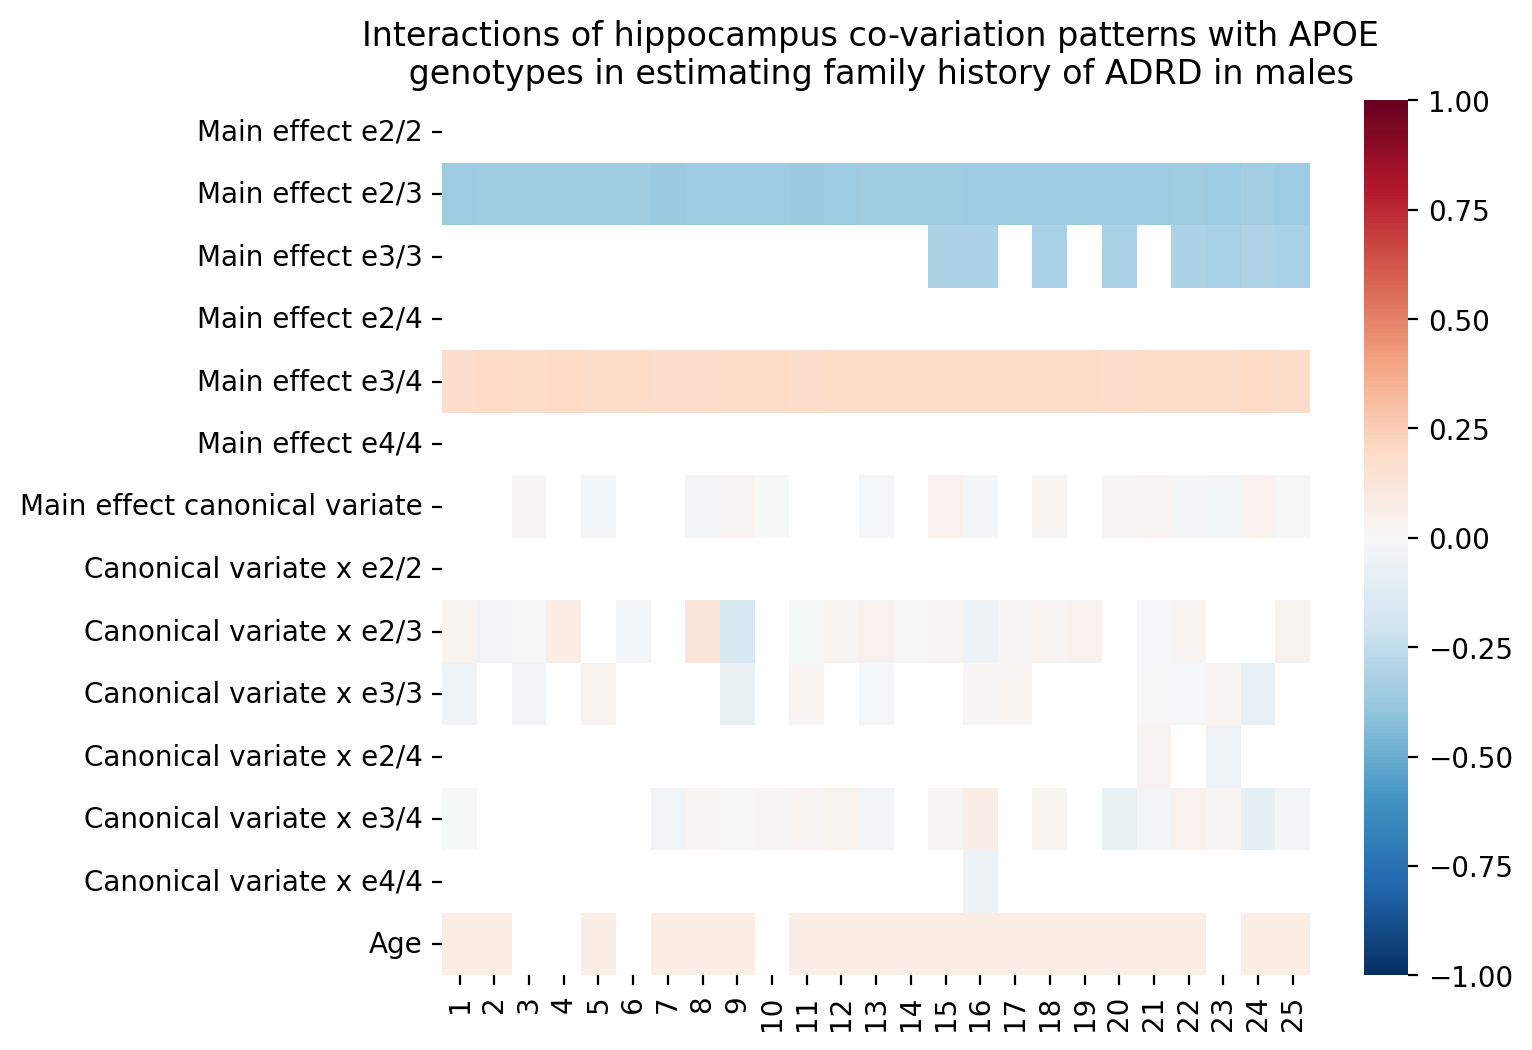 Interactions of hippocampus co-variation patterns with APOE
genotypes in estimating family history of ADRD in males
Main effect e2/2
Main effect e2/3
Main effect e3/3
Main effect e2/4
Main effect e3/4
Main effect e4/4
Main effect canonical variate
Canonical variate x e2/2
Canonical variate x e2/3
Canonical variate x e3/3
Canonical variate x e2/4
Canonical variate x e3/4
Canonical variate x e4/4
Age
1 2 3 4 5 6 7 8 9 10 11 12 13 14 15 16 17 18 19 20 21 22 23 24 25
1.00
0.75
0.50
0.25
0.00
−0.25
−0.50
−0.75
−1.00